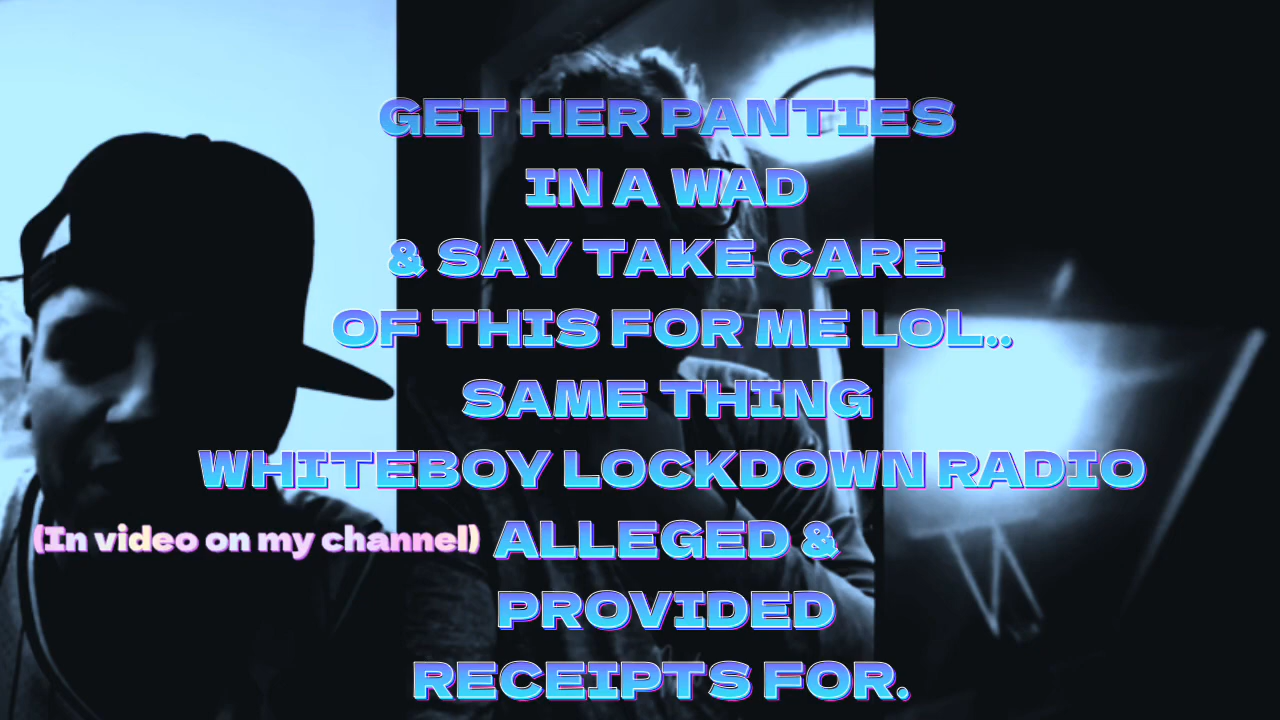 GET HER PANTIES
IN A WAD
& SAY TAKE CARE
OF THIS FOR ME LOL..
SAME THING
WHITEBOY LOCKDOWN RADIO
(In video on my channel) ALLEGED &
PROVIDED
RECEIPTS FOR.